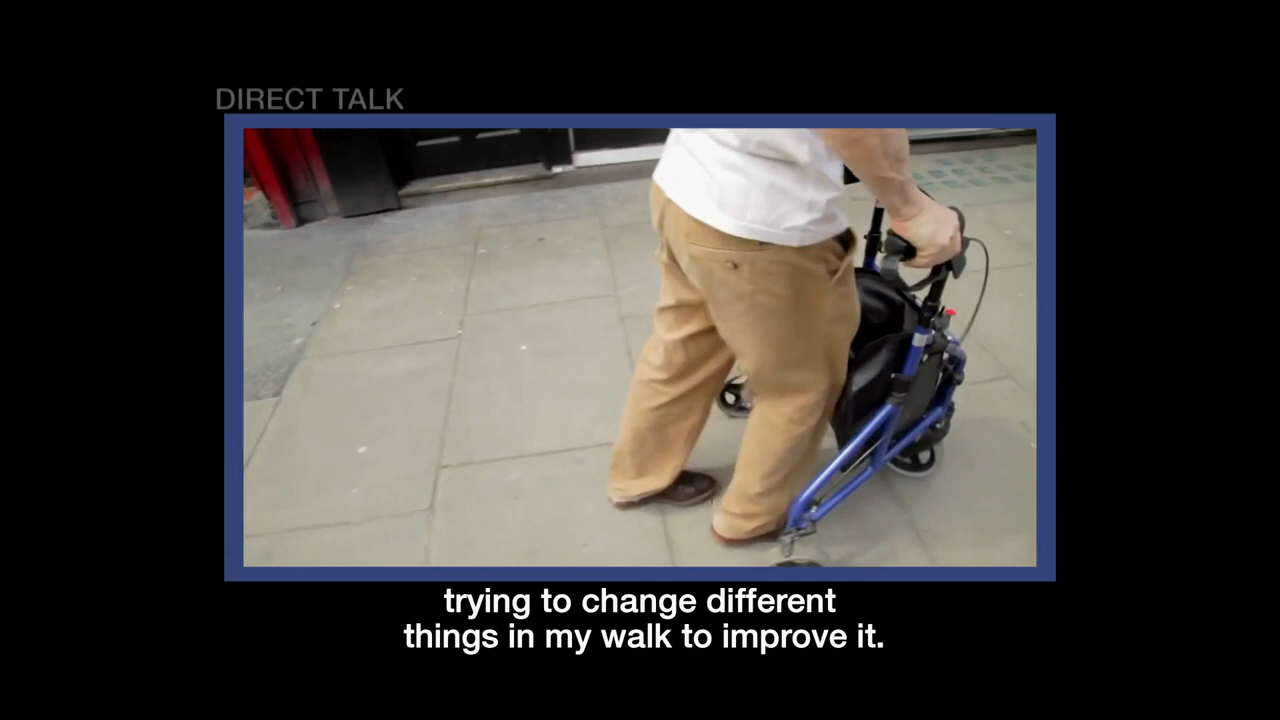 DIRECT TALK
trying to change different
things in my walk to improve it.